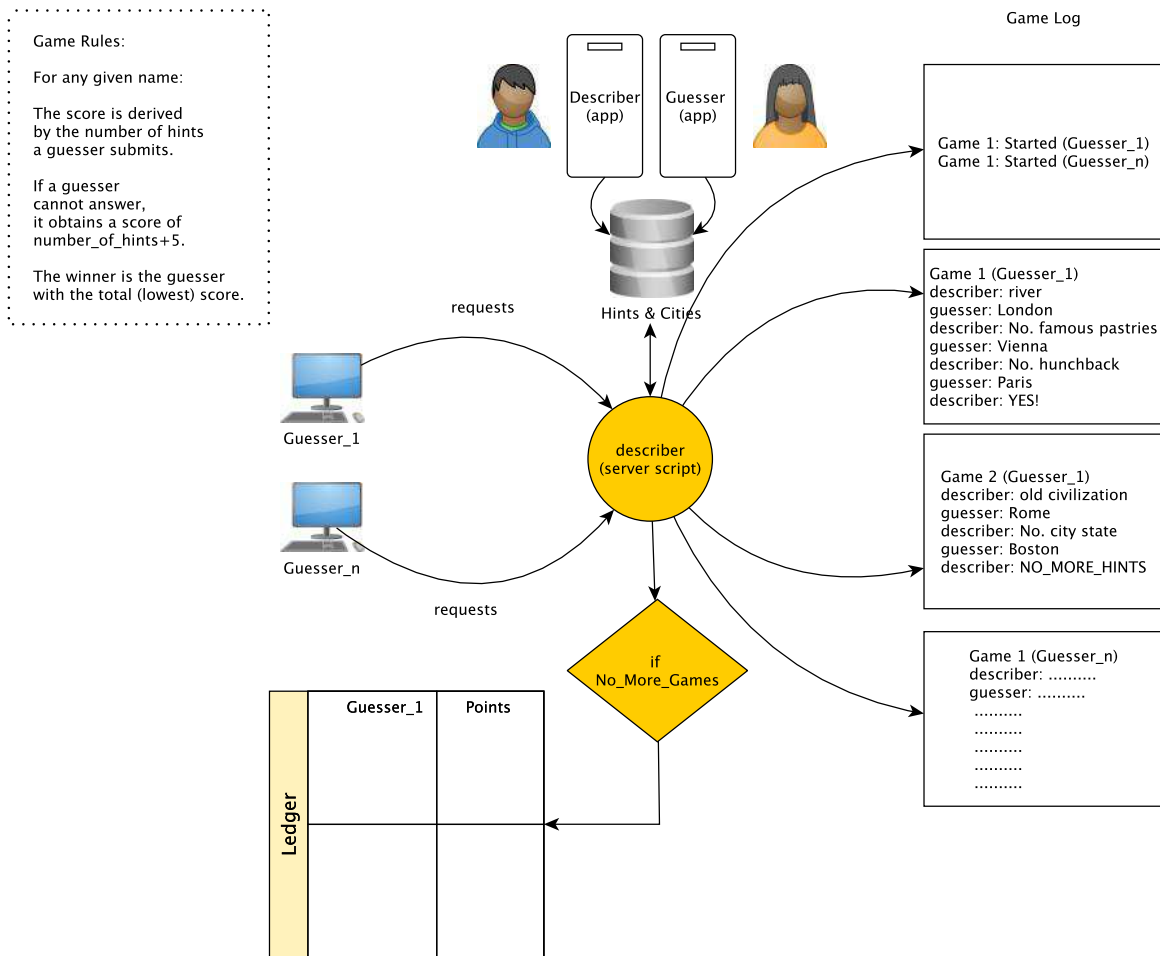 Game Log
Game Rules:
For any given name:
The score is derived
by the number of hints
a guesser submits.
If a guesser
cannot answer,
it obtains a score of
number_of_hints+5.
The winner is the guesser
with the total (lowest) score.
Describer
(app)
Guesser
(app)
Hints & Cities
requests
Guesser_1
Guesser_n
requests
describer
(server script)
if
No_More_Games
Ledger
Guesser_1
Points
Game 1: Started (Guesser_1)
Game 1: Started (Guesser_n)
Game 1 (Guesser_1)
describer: river
guesser: London
describer: No. famous pastries
guesser: Vienna
describer: No. hunchback
guesser: Paris
describer: YES!
Game 2 (Guesser_1)
describer: old civilization
guesser: Rome
describer: No. city state
guesser: Boston
describer: NO_MORE_HINTS
Game 1 (Guesser_n)
describer: ..........
guesser: ..........
..........
..........
..........
..........
..........